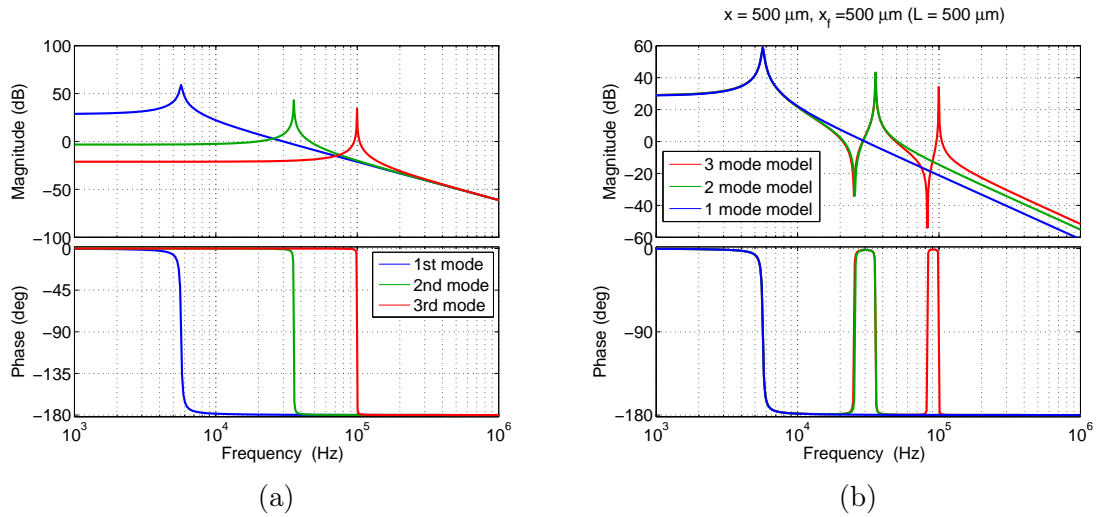 100
50
0
−50
−100
Magnitude (dB)
0
−45
−90
−135
−180
Phase (deg)
1st mode
2nd mode
3rd mode
10^3
10^4
10^5
10^6
Frequency (Hz)
(a)
x = 500 μm, x_f =500 μm (L = 500 μm)
60
40
20
0
−20
−40
−60
Magnitude (dB)
3 mode model
2 mode model
1 mode model
0
−45
−90
−135
−180
Phase (deg)
10^3
10^4
10^5
10^6
Frequency (Hz)
(b)